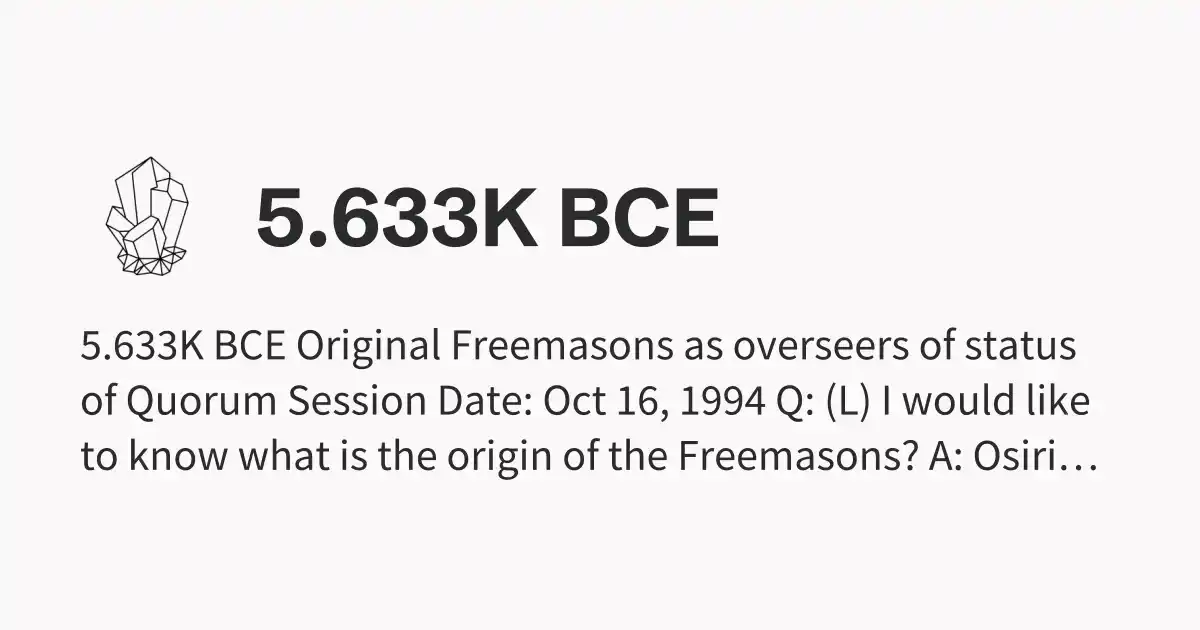 5.633K BCE
5.633K BCE Original Freemasons as overseers of status
of Quorum Session Date: Oct 16, 1994 Q: (L) I would like
to know what is the origin of the Freemasons? A: Osiri…